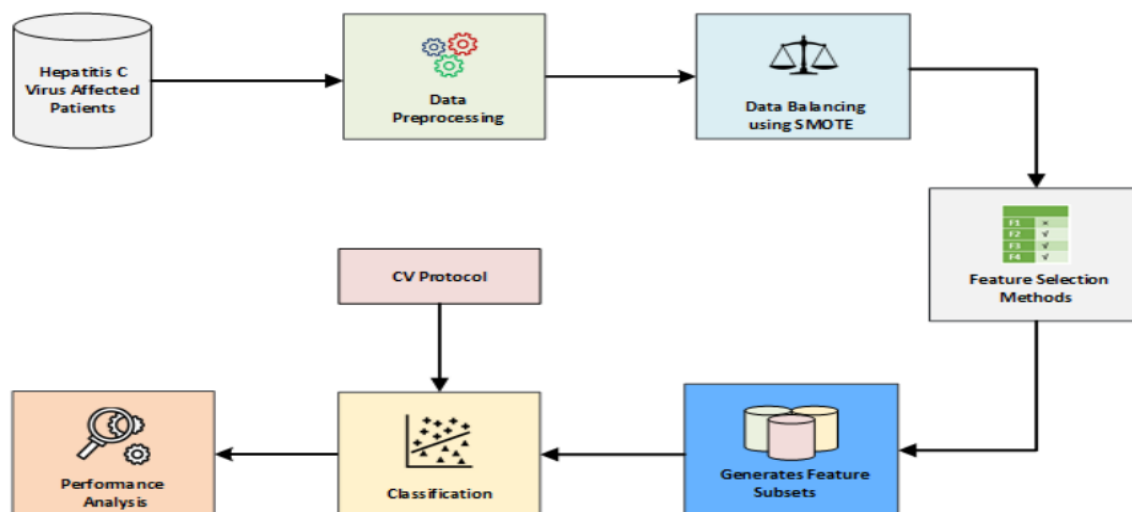 Hepatitis C
Virus Affected
Patients
Data
Preprocessing
Data Balancing
using SMOTE
F1 ×
F2 √
F3 √
F4 √
Feature Selection
Methods
CV Protocol
Generates Feature
Subsets
Classification
Performance
Analysis